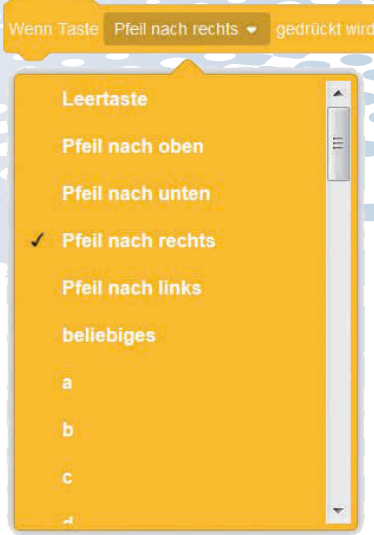 Wenn Taste Pfeil nach rechts gedrückt wird
Leertaste
Pfeil nach oben
Pfeil nach unten
Pfeil nach rechts
Pfeil nach links
beliebiges
a
b
c